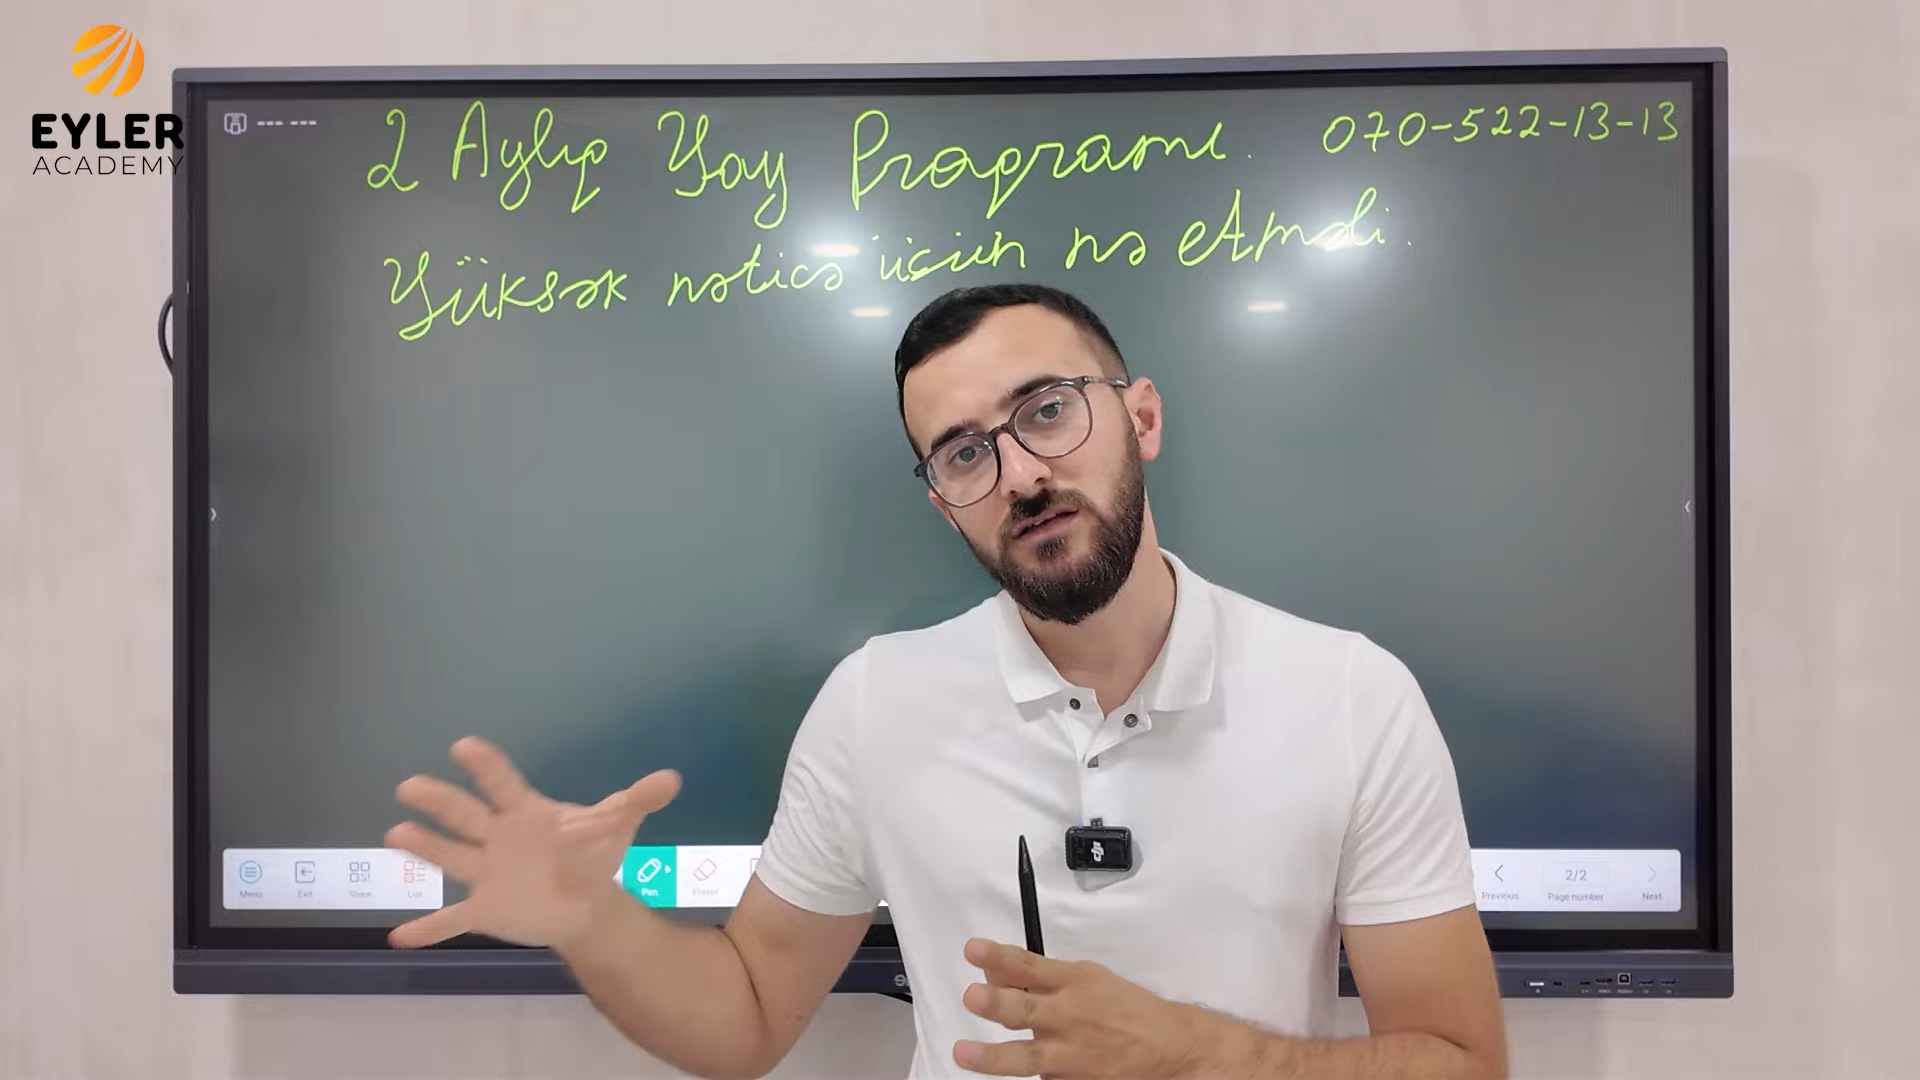 EYLER
ACADEMY
2 Aylıq Yay Proqramı. 070-522-13-13
Yüksək nəticə üçün nə etməli.
Menu
Exit
Share
List
Pen
Eraser
Previous
2/2
Page number
Next